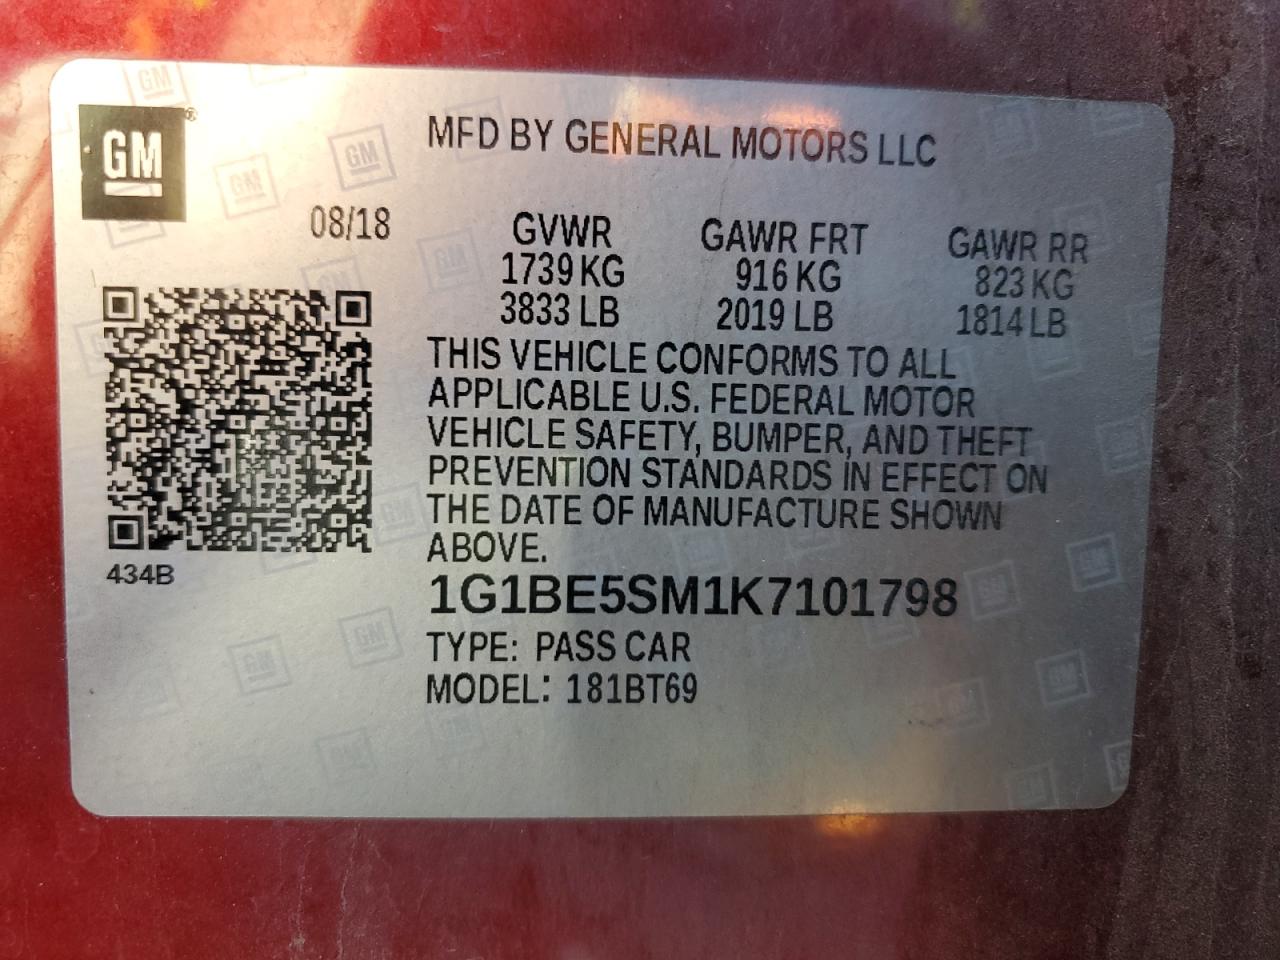 GM ®
MFD BY GENERAL MOTORS LLC
08/18
GVWR GAWR FRT GAWR RR
1739 KG 916 KG 823 KG
3833 LB 2019 LB 1814 LB
THIS VEHICLE CONFORMS TO ALL
APPLICABLE U.S. FEDERAL MOTOR
VEHICLE SAFETY, BUMPER, AND THEFT
PREVENTION STANDARDS IN EFFECT ON
THE DATE OF MANUFACTURE SHOWN
ABOVE.
434B
1G1BE5SM1K7101798
TYPE: PASS CAR
MODEL: 181BT69